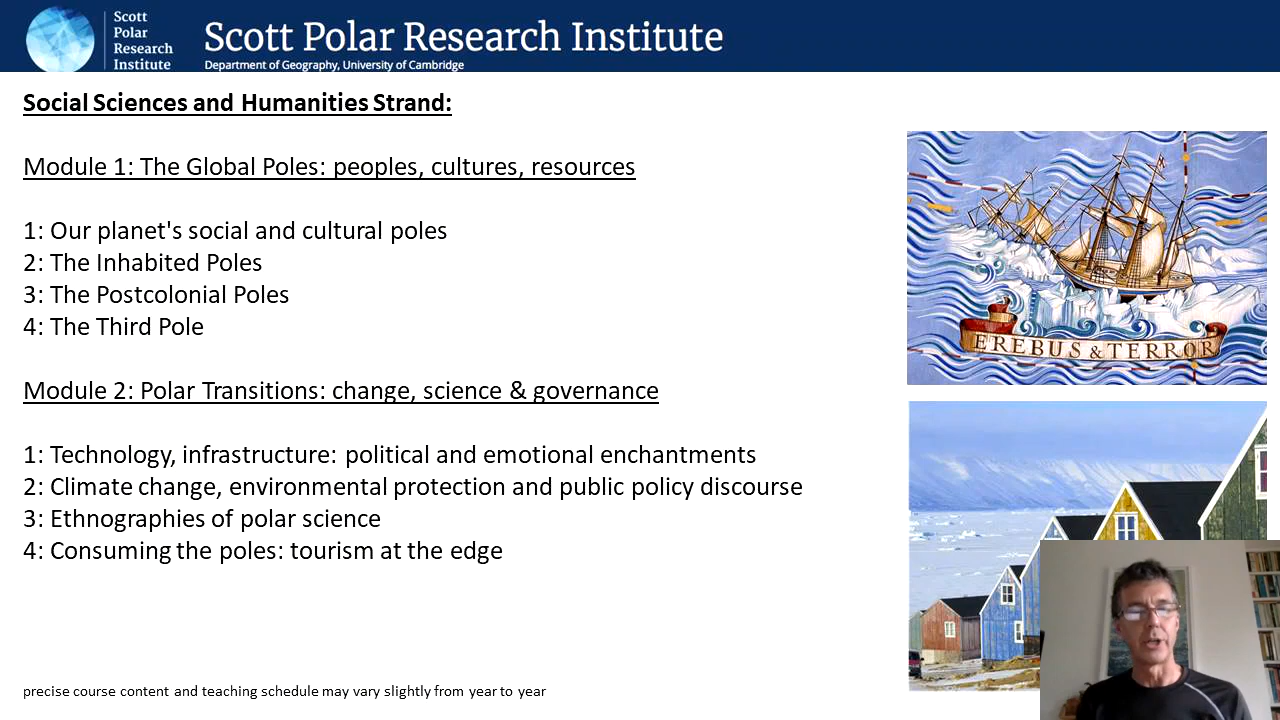 Scott
Polar
Research
Institute
Scott Polar Research Institute
Department of Geography, University of Cambridge
Social Sciences and Humanities Strand:
Module 1: The Global Poles: peoples, cultures, resources
1: Our planet's social and cultural poles
2: The Inhabited Poles
3: The Postcolonial Poles
4: The Third Pole
Module 2: Polar Transitions: change, science & governance
1: Technology, infrastructure: political and emotional enchantments
2: Climate change, environmental protection and public policy discourse
3: Ethnographies of polar science
4: Consuming the poles: tourism at the edge
precise course content and teaching schedule may vary slightly from year to year
EREBUS & TERROR